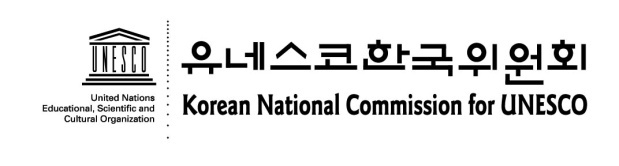 UNESCO
United Nations
Educational, Scientific and
Cultural Organization
유네스코한국위원회
Korean National Commission for UNESCO